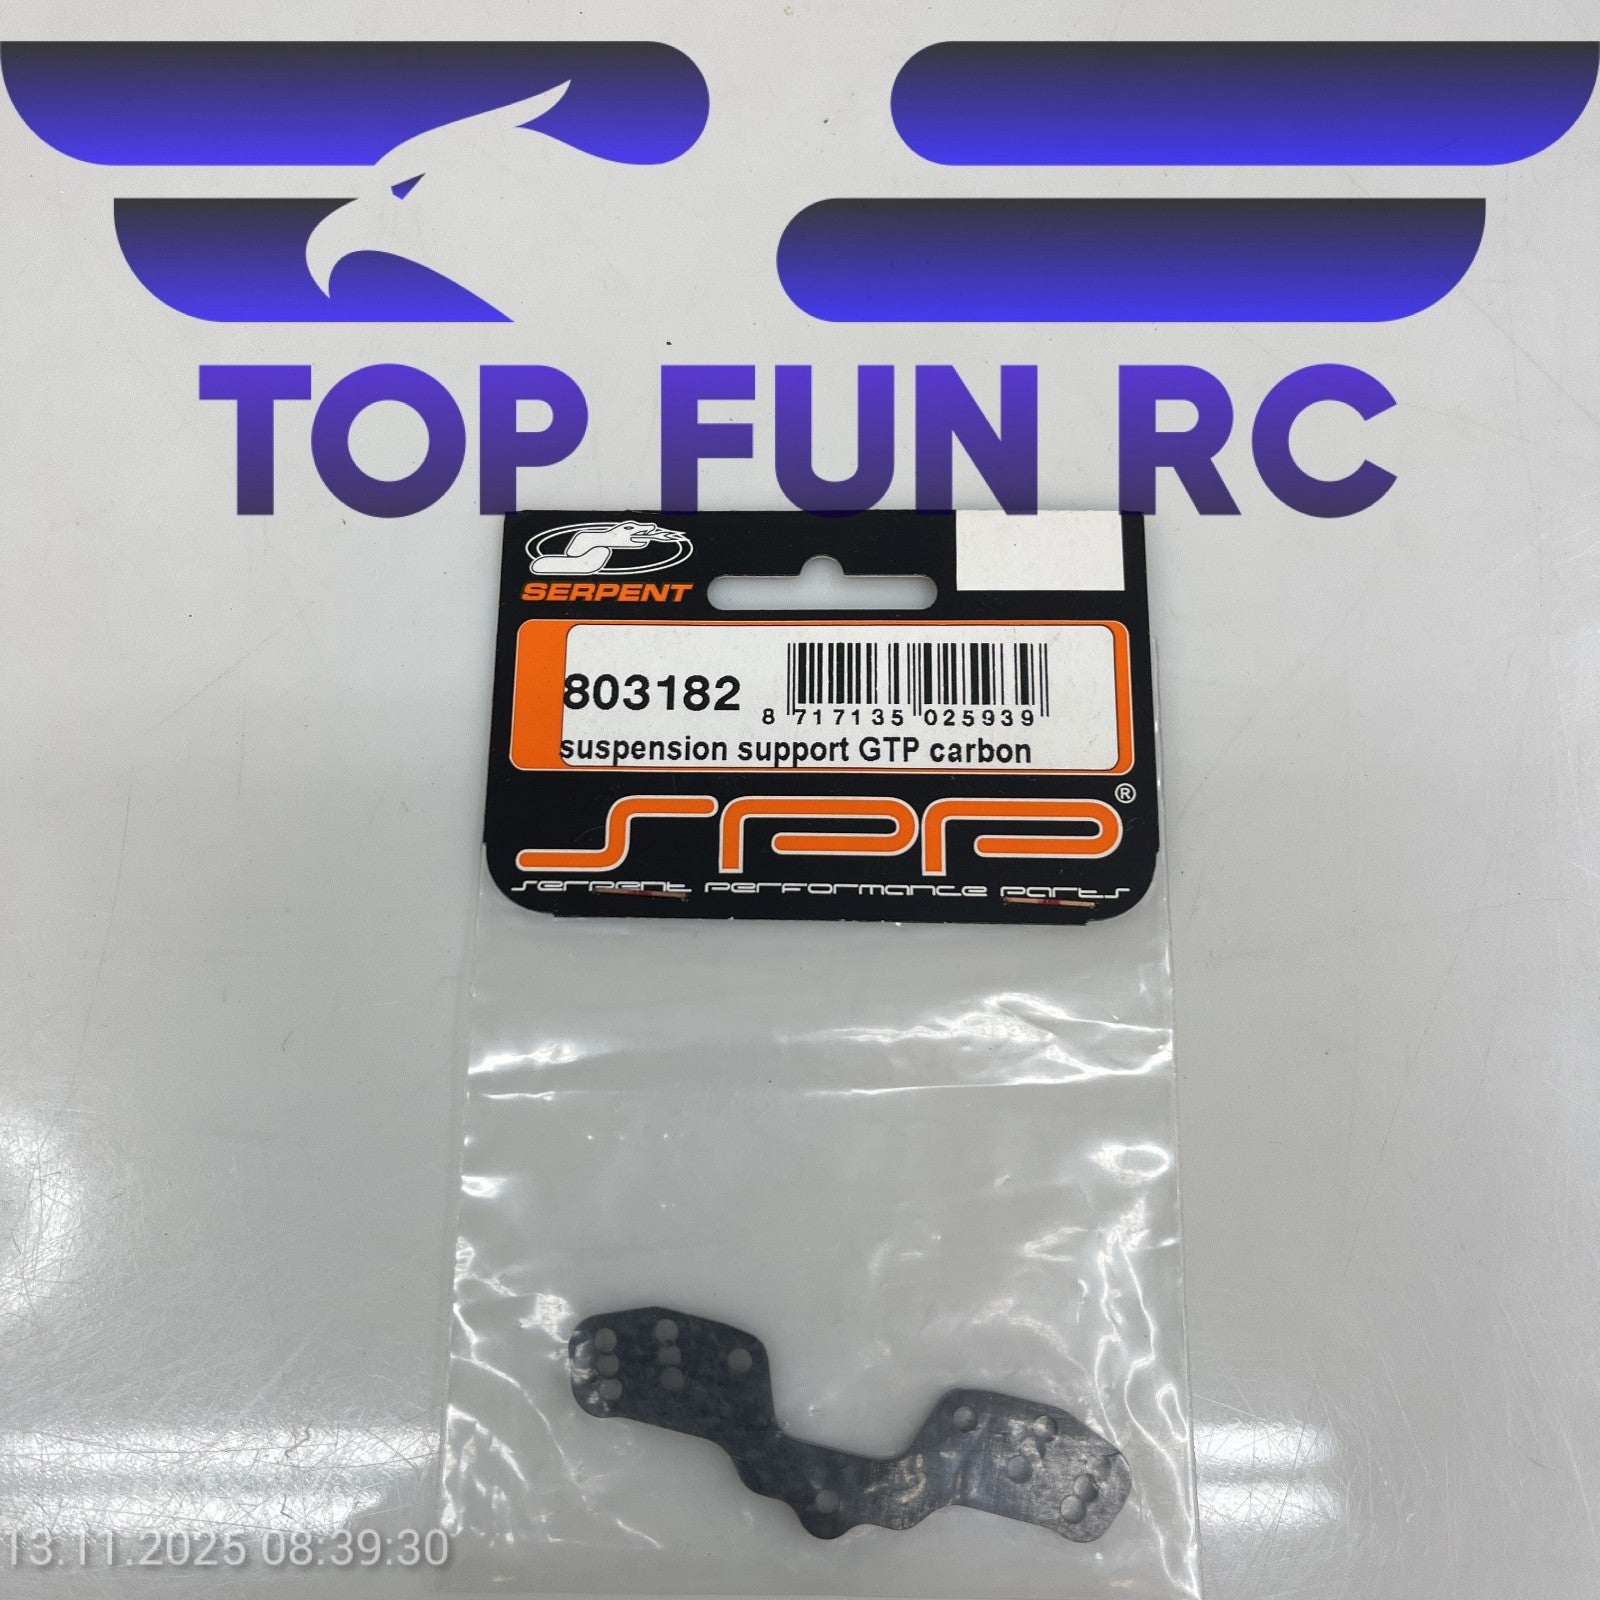 TOP FUN RC
SERPENT
803182
8 717135 025939
suspension support GTP carbon
SPP®
serpent performance parts
13.11.2025 08:39:30